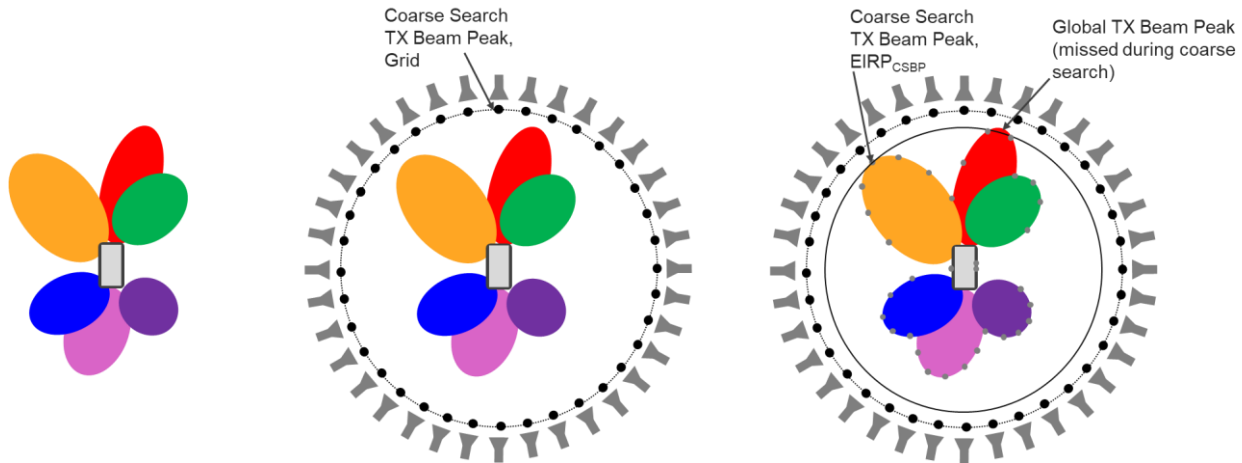 Coarse Search
TX Beam Peak,
Grid
Coarse Search
TX Beam Peak,
EIRPCSBP
Global TX Beam Peak
(missed during coarse
search)